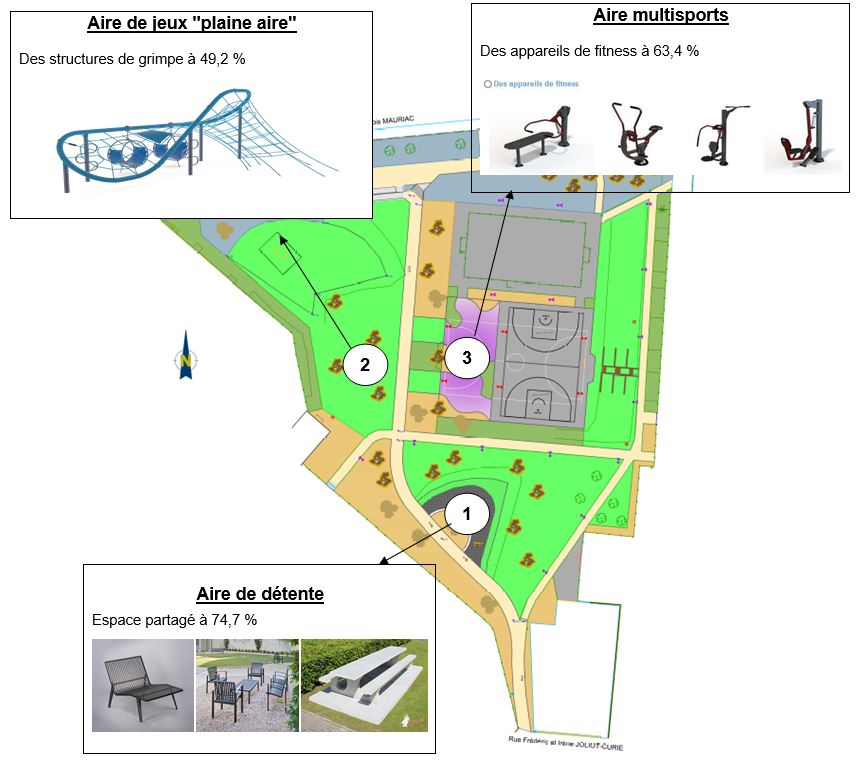 Aire de jeux "plaine aire"
Des structures de grimpe à 49,2 %
Aire multisports
Des appareils de fitness à 63,4 %
Des appareils de fitness
MAURIAC
N
2
3
1
Aire de détente
Espace partagé à 74,7 %
Rue Frédéric et Irène JOLIOT-CURIE